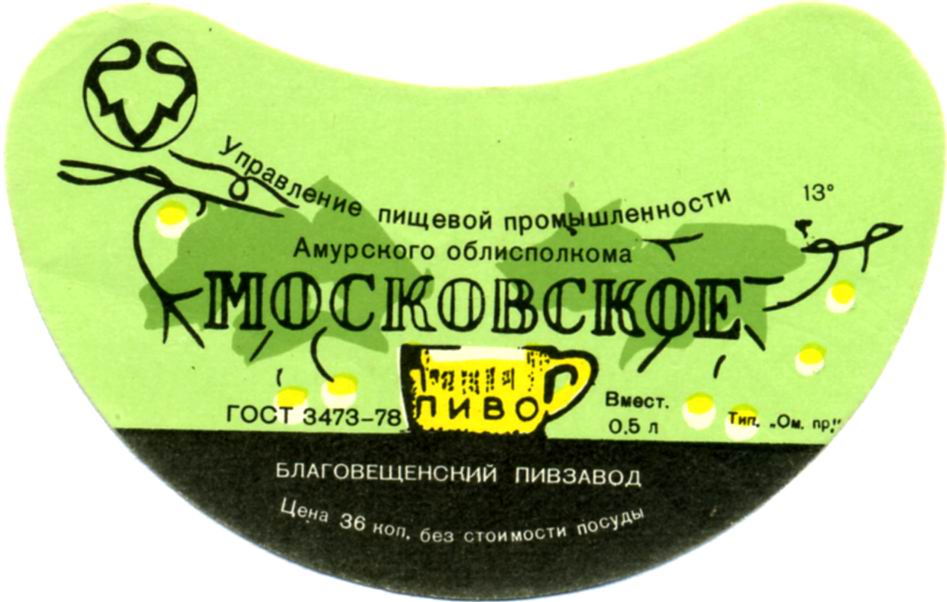 Управление пищевой промышленности
13°
Амурского облисполкома
МОСКОВСКОЕ
ПИВО
ГОСТ 3473-78
Вмест.
0.5 л
Тип. „Ом. пр."
БЛАГОВЕЩЕНСКИЙ ПИВЗАВОД
Цена 36 коп. без стоимости посуды